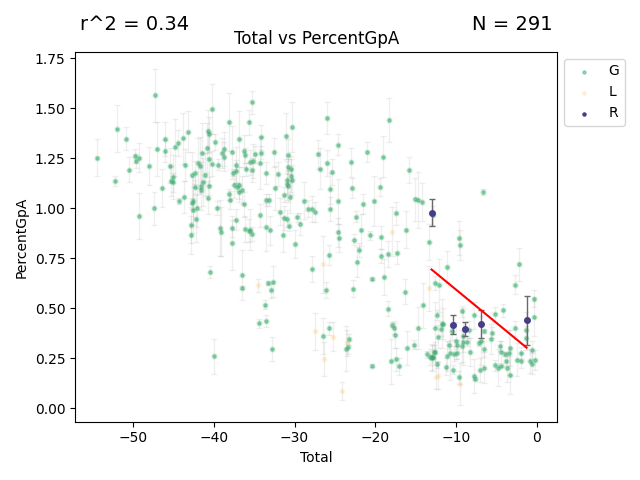 r^2 = 0.34
N = 291
Total vs PercentGpA
1.75
1.50
1.25
1.00
0.75
0.50
0.25
0.00
PercentGpA
−50
−40
−30
−20
−10
0
Total
G
L
R